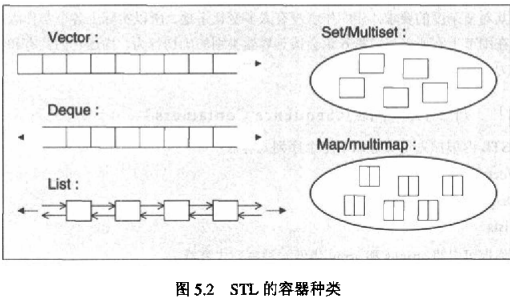 Vector :
Deque :
List :
Set/Multiset :
Map/multimap :
图 5.2 STL 的容器种类